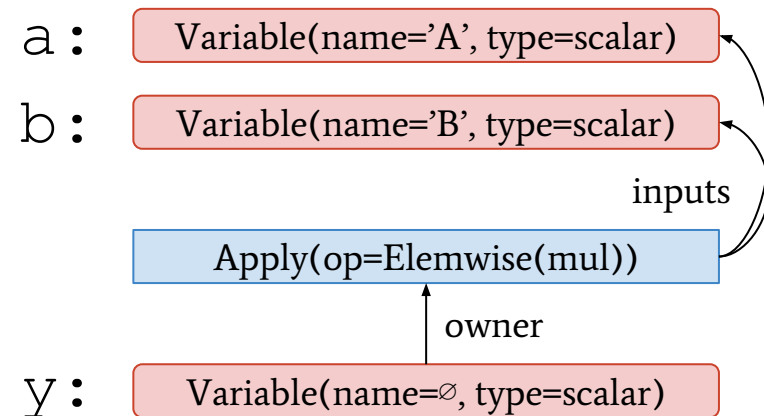 a: Variable(name=’A’, type=scalar)
b: Variable(name=’B’, type=scalar)
inputs
Apply(op=Elemwise(mul))
owner
y: Variable(name=∅, type=scalar)